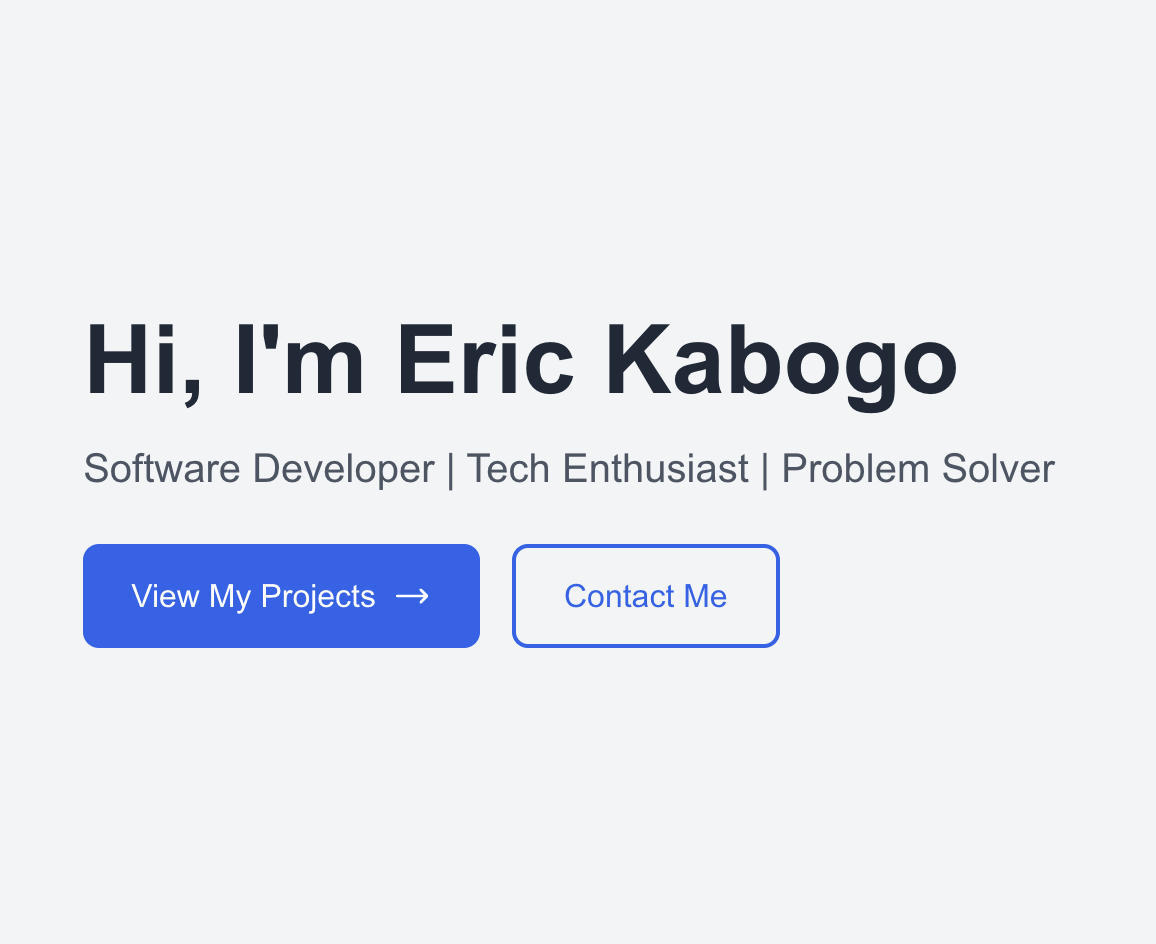 Hi, I'm Eric Kabogo
Software Developer | Tech Enthusiast | Problem Solver
View My Projects →
Contact Me